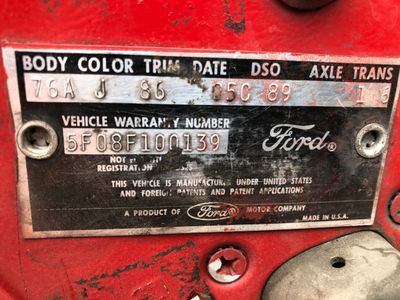 BODY COLOR TRIM DATE DSO AXLE TRANS
76A J 86 05C 89 1 6
VEHICLE WARRANTY NUMBER
5F08F100139
Ford®
NOT
REGISTRATION
THIS VEHICLE IS MANUFACTURED UNDER UNITED STATES
AND FOREIGN PATENTS AND PATENT APPLICATIONS
A PRODUCT OF Ford® MOTOR COMPANY
MADE IN U.S.A.